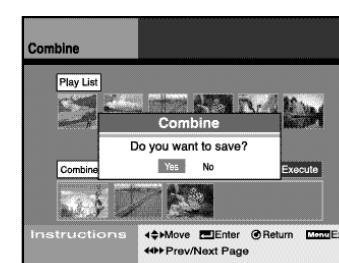 Combine
Play List
Combine
Do you want to save?
Yes No
Combine
Execute
Instructions
Move Enter Return Menu
Prev/Next Page